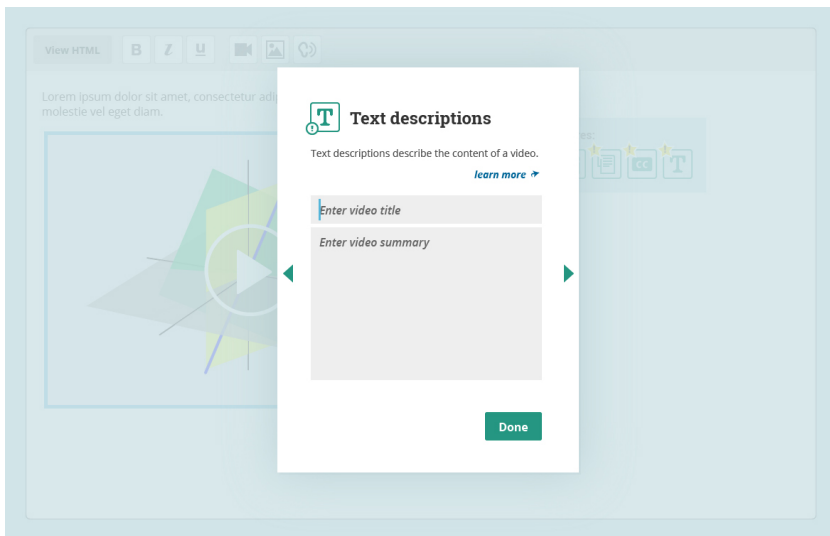 View HTML B I U
Lorem Ipsum dolor sit amet, consectetur
molestie vel eget diam.
CC T
T Text descriptions
Text descriptions describe the content of a video.
learn more
Enter video title
Enter video summary
Done